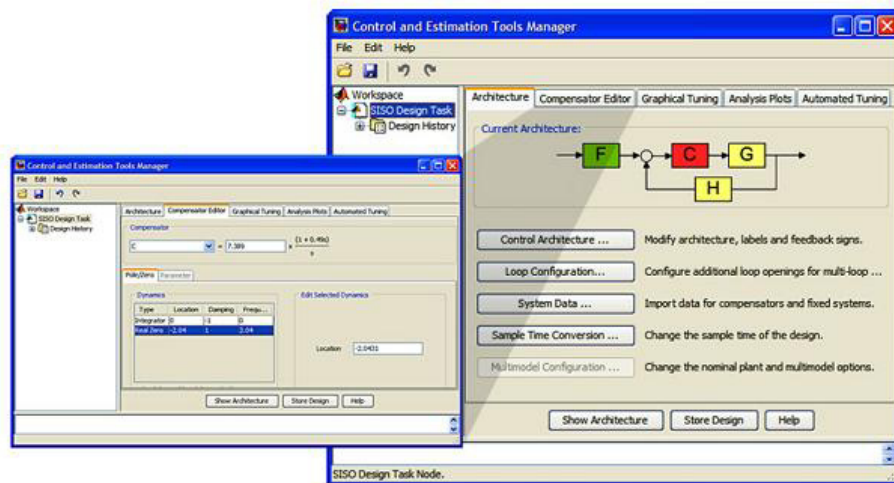 Control and Estimation Tools Manager
File Edit Help
Workspace
SISO Design Task
Design History
Architecture Compensator Editor Graphical Tuning Analysis Plots Automated Tuning
Current Architecture:
F C G
H
Control Architecture ... Modify architecture, labels and feedback signs.
Loop Configuration... Configure additional loop openings for multi-loop ...
System Data ... Import data for compensators and fixed systems.
Sample Time Conversion ... Change the sample time of the design.
Multimodel Configuration ... Change the nominal plant and multimodel options.
Show Architecture Store Design Help
SISO Design Task Node.
Control and Estimation Tools Manager
File Edit Help
Workspace
SISO Design Task
Design History
Architecture Compensator Editor Graphical Tuning Analysis Plots Automated Tuning
Compensator
C = 7.389 x (1 + 0.49s)
s
Pole/Zero Parameter
Dynamics
Type Location Damping Frequ...
Integrator 0 -1 0
Real Zero -2.04 1 2.04
Edit Selected Dynamics
Location -2.0431
Show Architecture Store Design Help